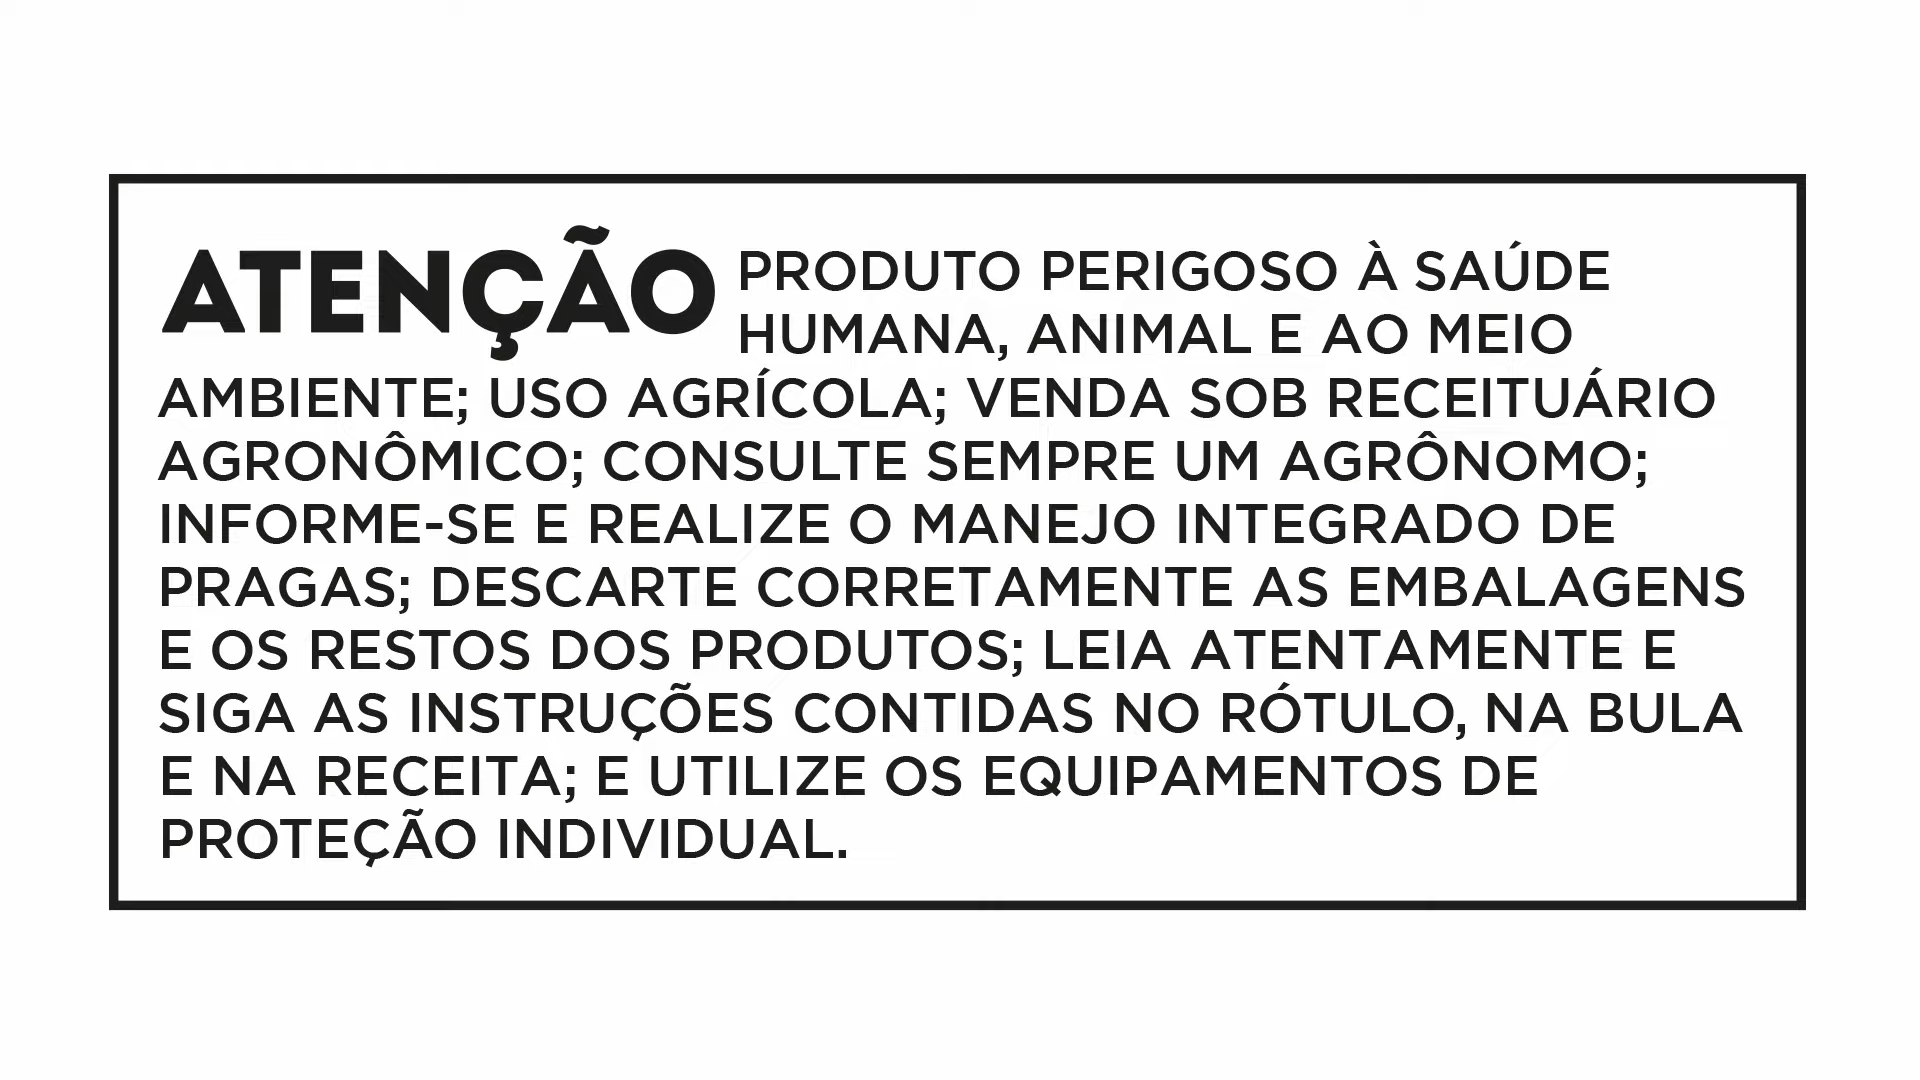 ATENÇÃO PRODUTO PERIGOSO À SAÚDE
HUMANA, ANIMAL E AO MEIO
AMBIENTE; USO AGRÍCOLA; VENDA SOB RECEITUÁRIO
AGRONÔMICO; CONSULTE SEMPRE UM AGRÔNOMO;
INFORME-SE E REALIZE O MANEJO INTEGRADO DE
PRAGAS; DESCARTE CORRETAMENTE AS EMBALAGENS
E OS RESTOS DOS PRODUTOS; LEIA ATENTAMENTE E
SIGA AS INSTRUÇÕES CONTIDAS NO RÓTULO, NA BULA
E NA RECEITA; E UTILIZE OS EQUIPAMENTOS DE
PROTEÇÃO INDIVIDUAL.